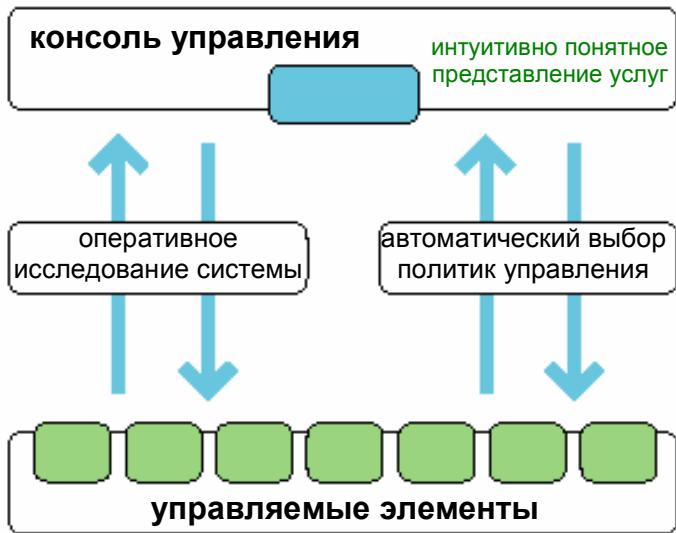 консоль управления
интуитивно понятное
представление услуг
оперативное
исследование системы
автоматический выбор
политик управления
управляемые элементы